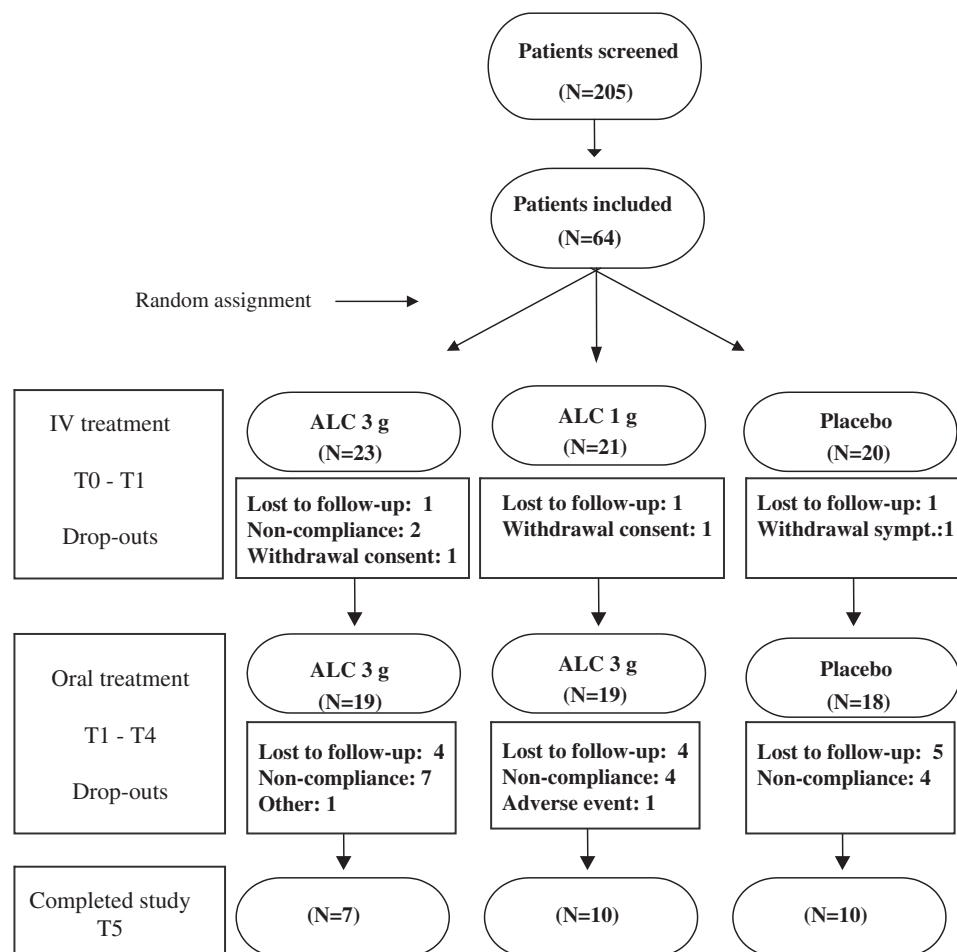 Patients screened
(N=205)
Patients included
(N=64)
Random assignment
IV treatment
T0 - T1
Drop-outs
ALC 3 g
(N=23)
Lost to follow-up: 1
Non-compliance: 2
Withdrawal consent: 1
ALC 1 g
(N=21)
Lost to follow-up: 1
Withdrawal consent: 1
Placebo
(N=20)
Lost to follow-up: 1
Withdrawal sympt.:1
Oral treatment
T1 - T4
Drop-outs
ALC 3 g
(N=19)
Lost to follow-up: 4
Non-compliance: 7
Other: 1
ALC 3 g
(N=19)
Lost to follow-up: 4
Non-compliance: 4
Adverse event: 1
Placebo
(N=18)
Lost to follow-up: 5
Non-compliance: 4
Completed study
T5
(N=7)
(N=10)
(N=10)